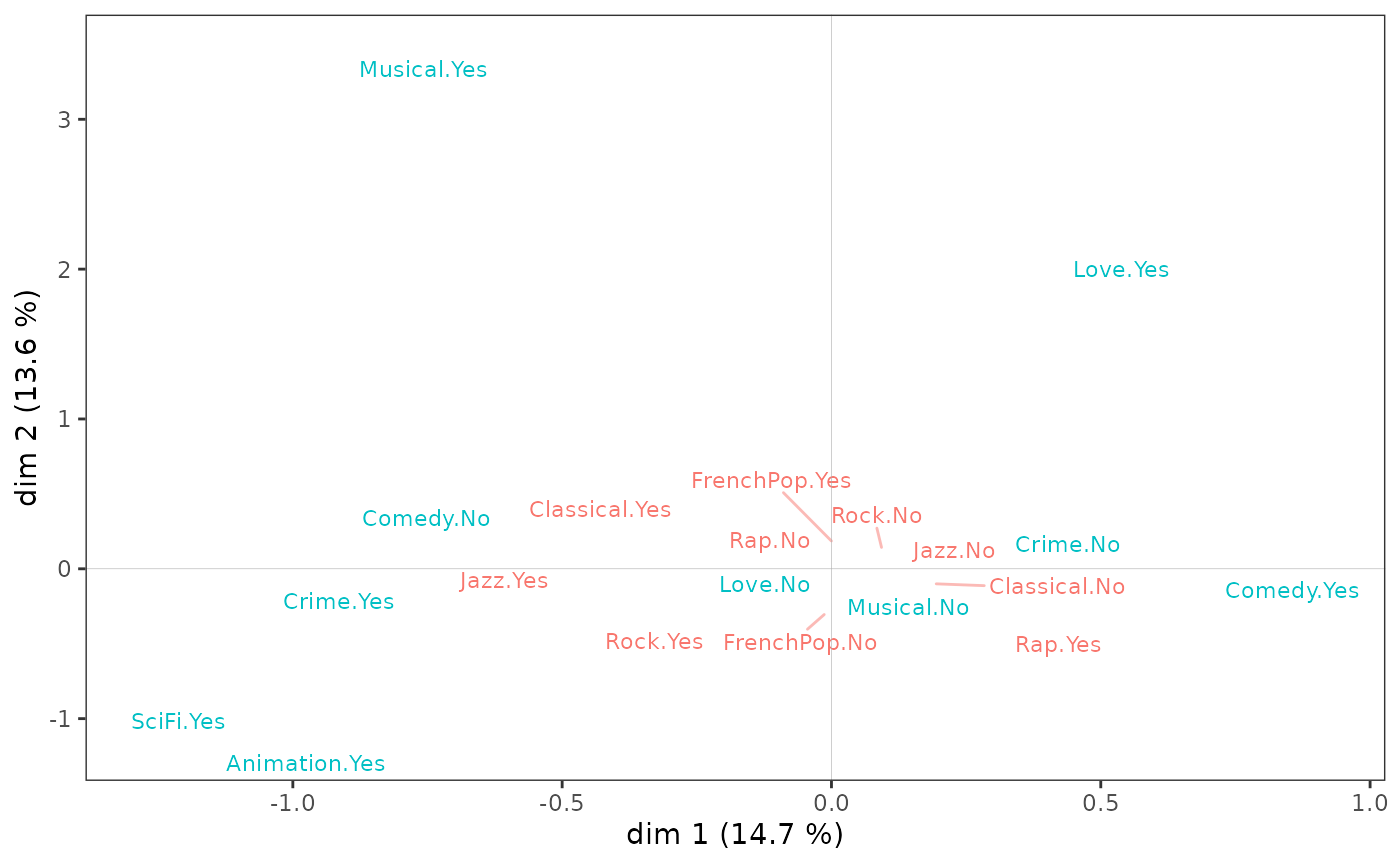 Musical.Yes
3
Love.Yes
2
dim 2 (13.6 %)
1
FrenchPop.Yes
Classical.Yes
Comedy.No
Rock.No
Rap.No
Crime.No
Jazz.No
0
Jazz.Yes
Love.No
Classical.No
Comedy.Yes
Crime.Yes
Musical.No
Rock.Yes
FrenchPop.No
Rap.Yes
-1
SciFi.Yes
Animation.Yes
-1.0 -0.5 0.0 0.5 1.0
dim 1 (14.7 %)